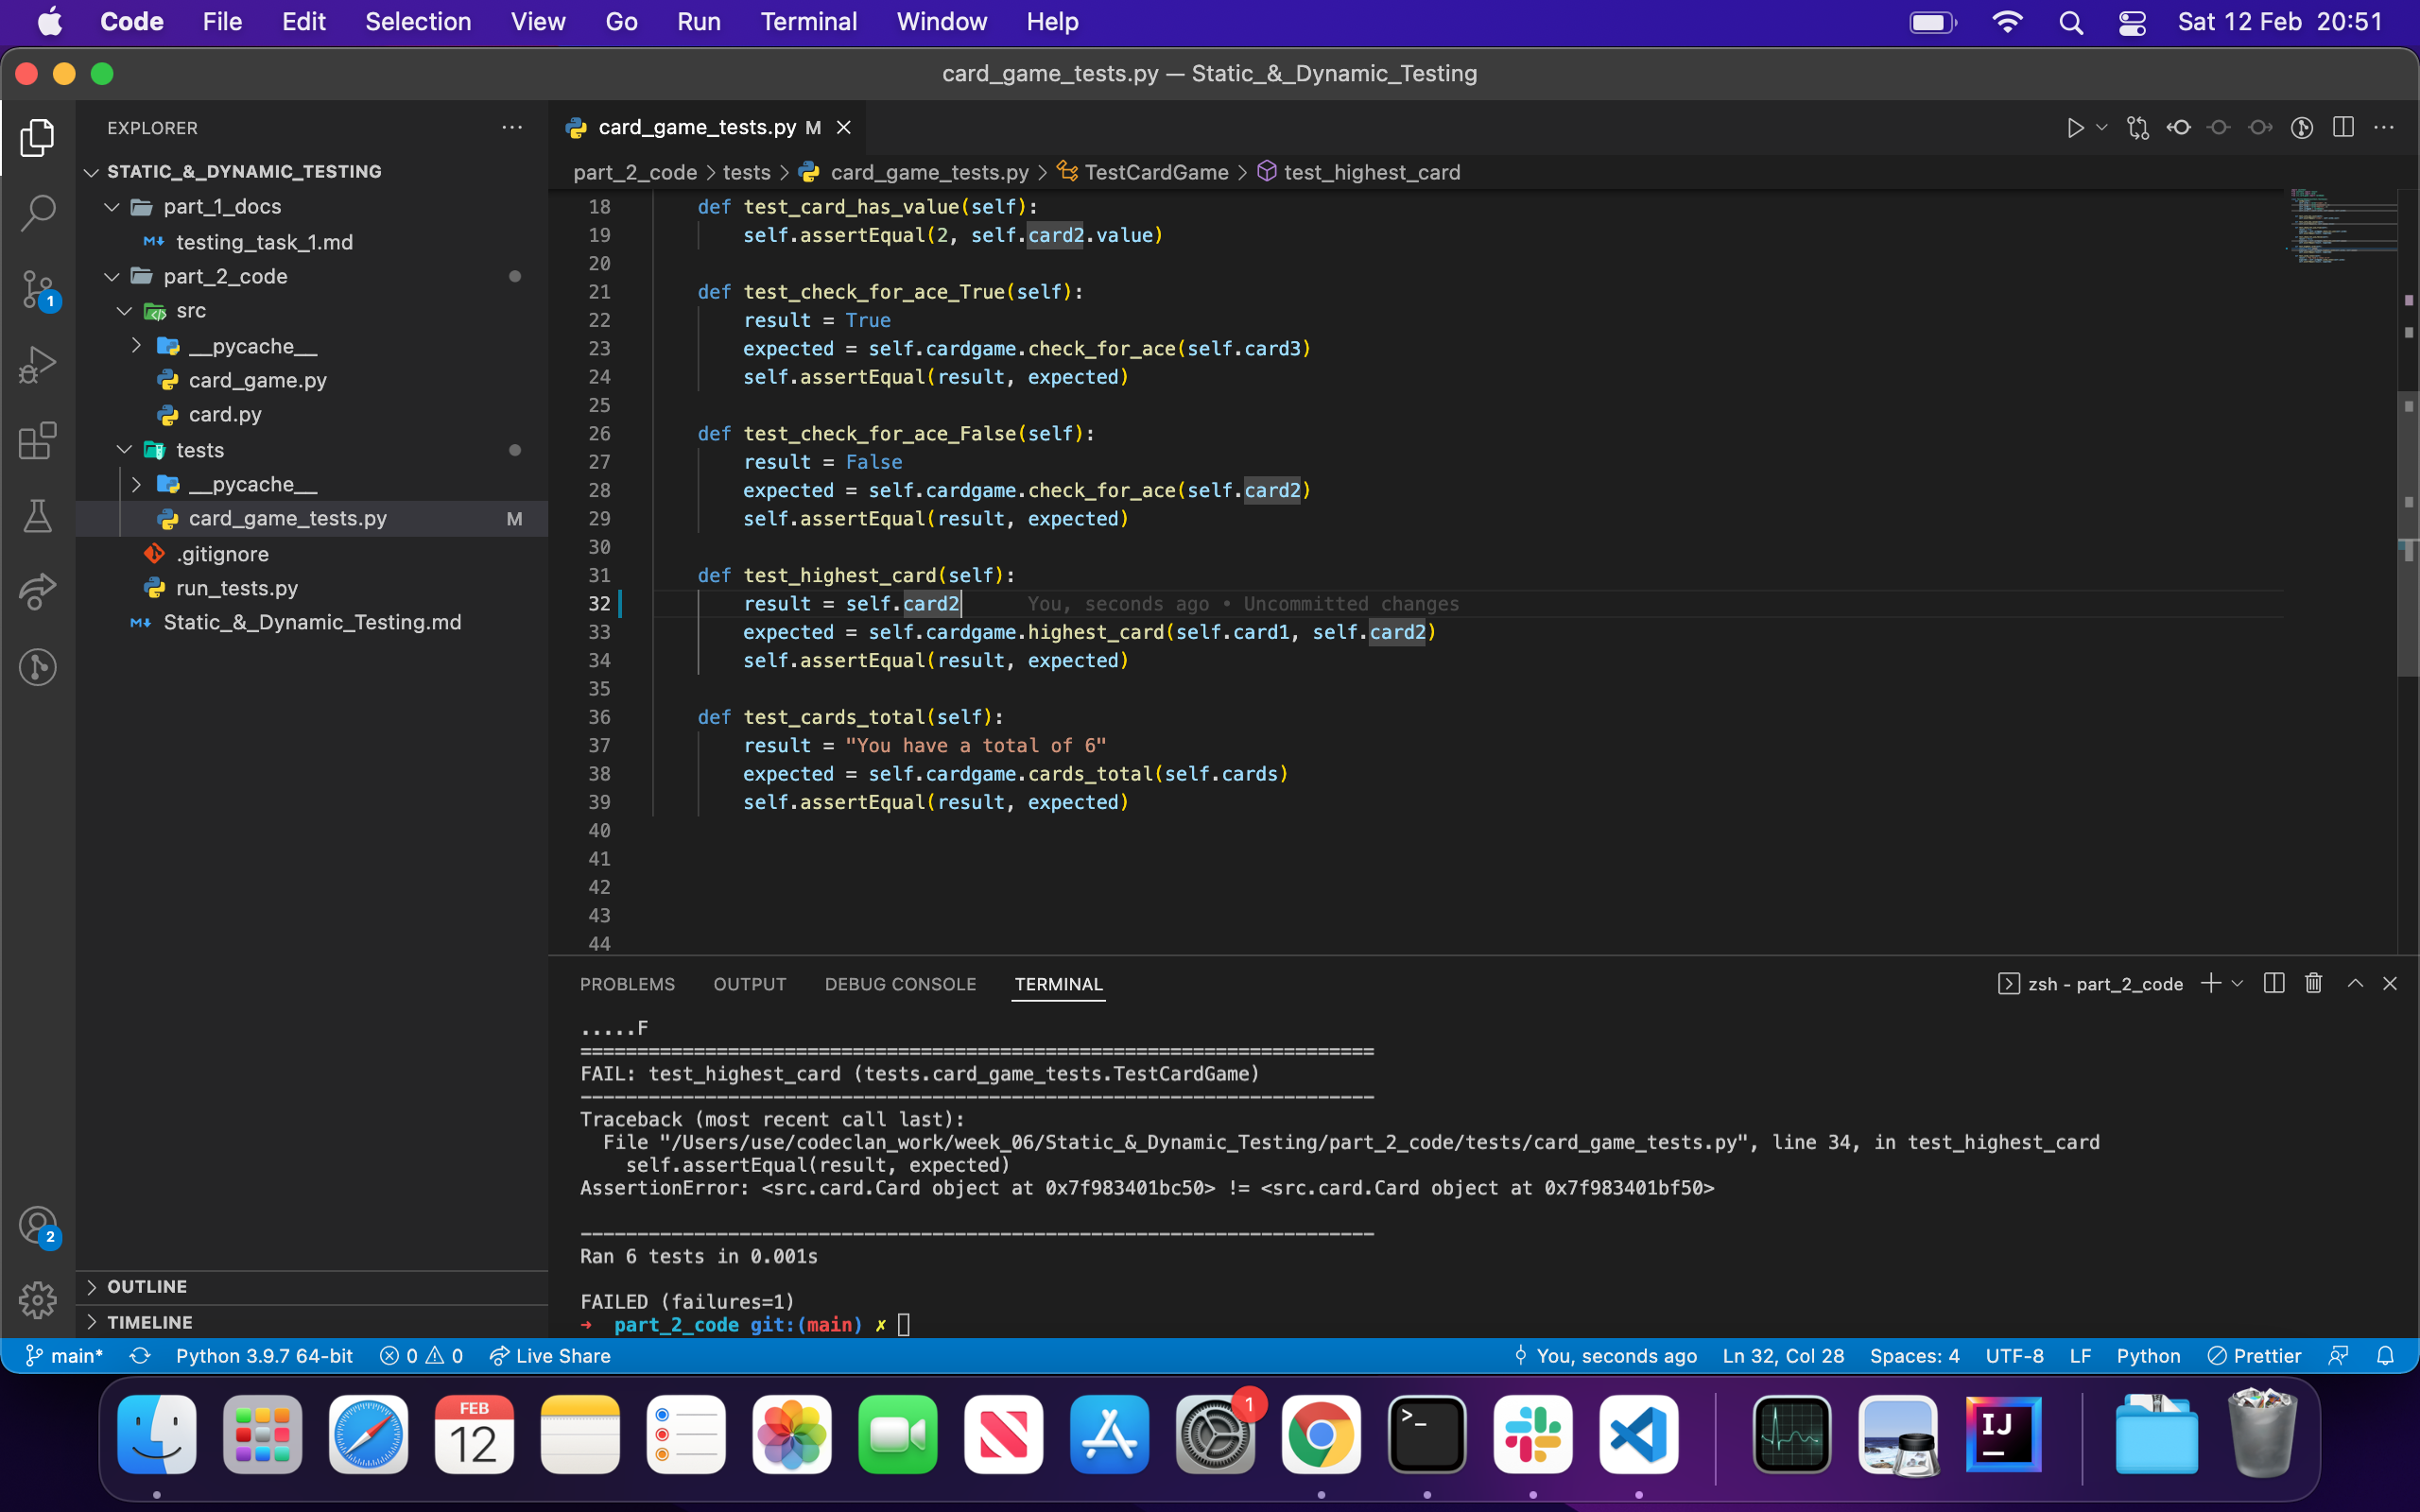 Code File Edit Selection View Go Run Terminal Window Help Sat 12 Feb 20:51
card_game_tests.py — Static_&_Dynamic_Testing
EXPLORER
STATIC_&_DYNAMIC_TESTING
part_1_docs
testing_task_1.md
part_2_code
src
__pycache__
card_game.py
card.py
tests
__pycache__
card_game_tests.py M
.gitignore
run_tests.py
Static_&_Dynamic_Testing.md
OUTLINE
TIMELINE
1
2
card_game_tests.py M
part_2_code > tests > card_game_tests.py > TestCardGame > test_highest_card
18 def test_card_has_value(self):
19 self.assertEqual(2, self.card2.value)
20
21 def test_check_for_ace_True(self):
22 result = True
23 expected = self.cardgame.check_for_ace(self.card3)
24 self.assertEqual(result, expected)
25
26 def test_check_for_ace_False(self):
27 result = False
28 expected = self.cardgame.check_for_ace(self.card2)
29 self.assertEqual(result, expected)
30
31 def test_highest_card(self):
32 result = self.card2 You, seconds ago • Uncommitted changes
33 expected = self.cardgame.highest_card(self.card1, self.card2)
34 self.assertEqual(result, expected)
35
36 def test_cards_total(self):
37 result = "You have a total of 6"
38 expected = self.cardgame.cards_total(self.cards)
39 self.assertEqual(result, expected)
40
41
42
43
44
PROBLEMS OUTPUT DEBUG CONSOLE TERMINAL zsh - part_2_code
.....F
======================================================================
FAIL: test_highest_card (tests.card_game_tests.TestCardGame)
----------------------------------------------------------------------
Traceback (most recent call last):
File "/Users/use/codeclan_work/week_06/Static_&_Dynamic_Testing/part_2_code/tests/card_game_tests.py", line 34, in test_highest_card
self.assertEqual(result, expected)
AssertionError: <src.card.Card object at 0x7f983401bc50> != <src.card.Card object at 0x7f983401bf50>
----------------------------------------------------------------------
Ran 6 tests in 0.001s
FAILED (failures=1)
➜ part_2_code git:(main) ✗
main* Python 3.9.7 64-bit 0 0 Live Share You, seconds ago Ln 32, Col 28 Spaces: 4 UTF-8 LF Python Prettier
FEB
12
1
>_
IJ